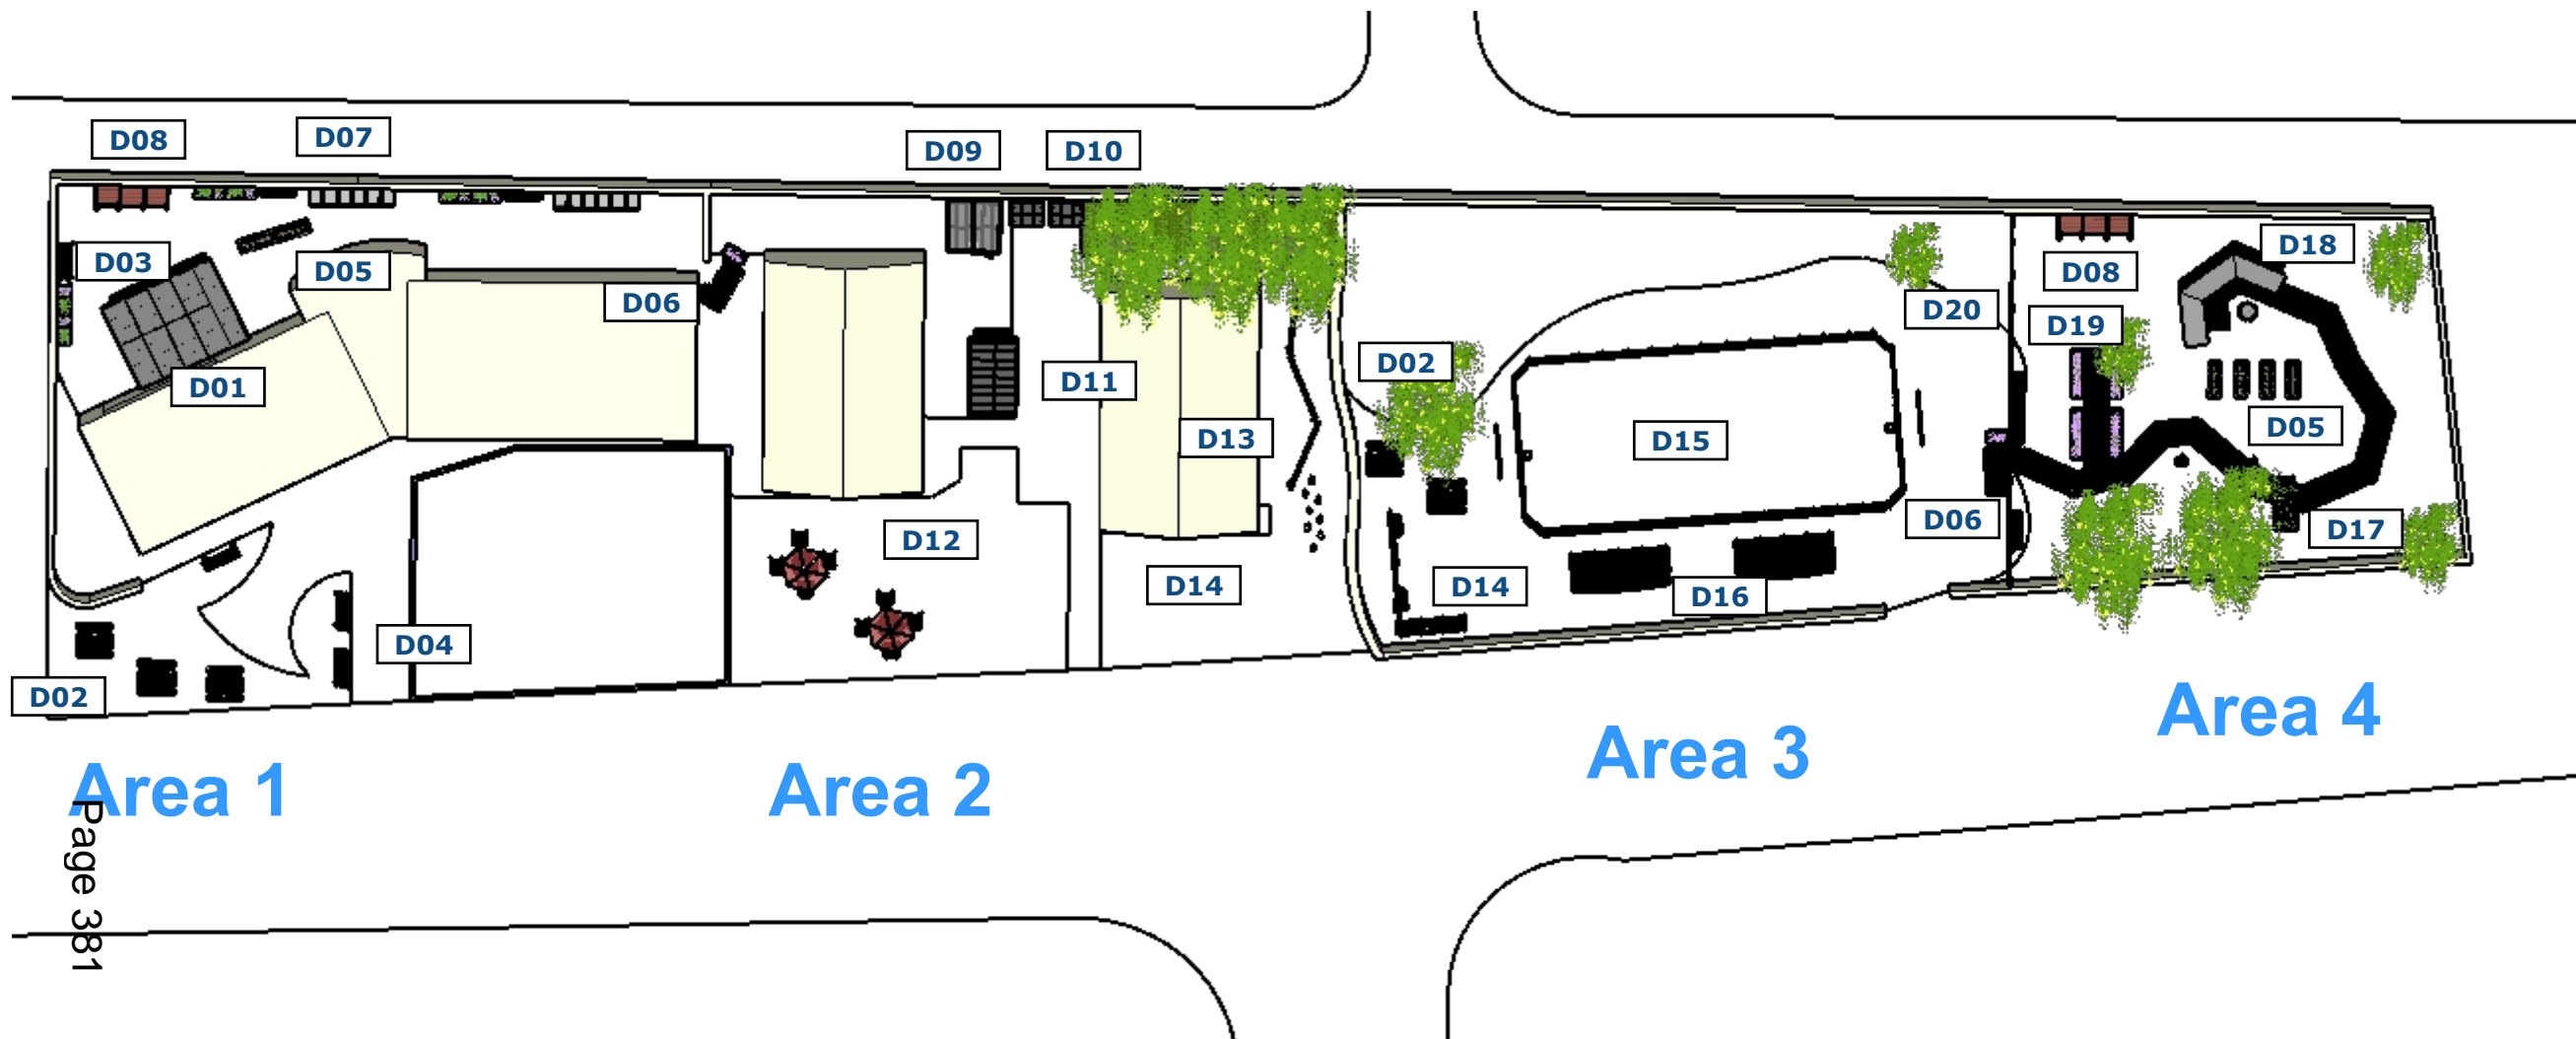 D08
D07
D09
D10
D03
D05
D06
D01
D11
D13
D12
D14
D04
D02
D18
D08
D20
D19
D02
D15
D05
D06
D17
D14
D16
Area 1
Area 2
Area 3
Area 4
Page 381